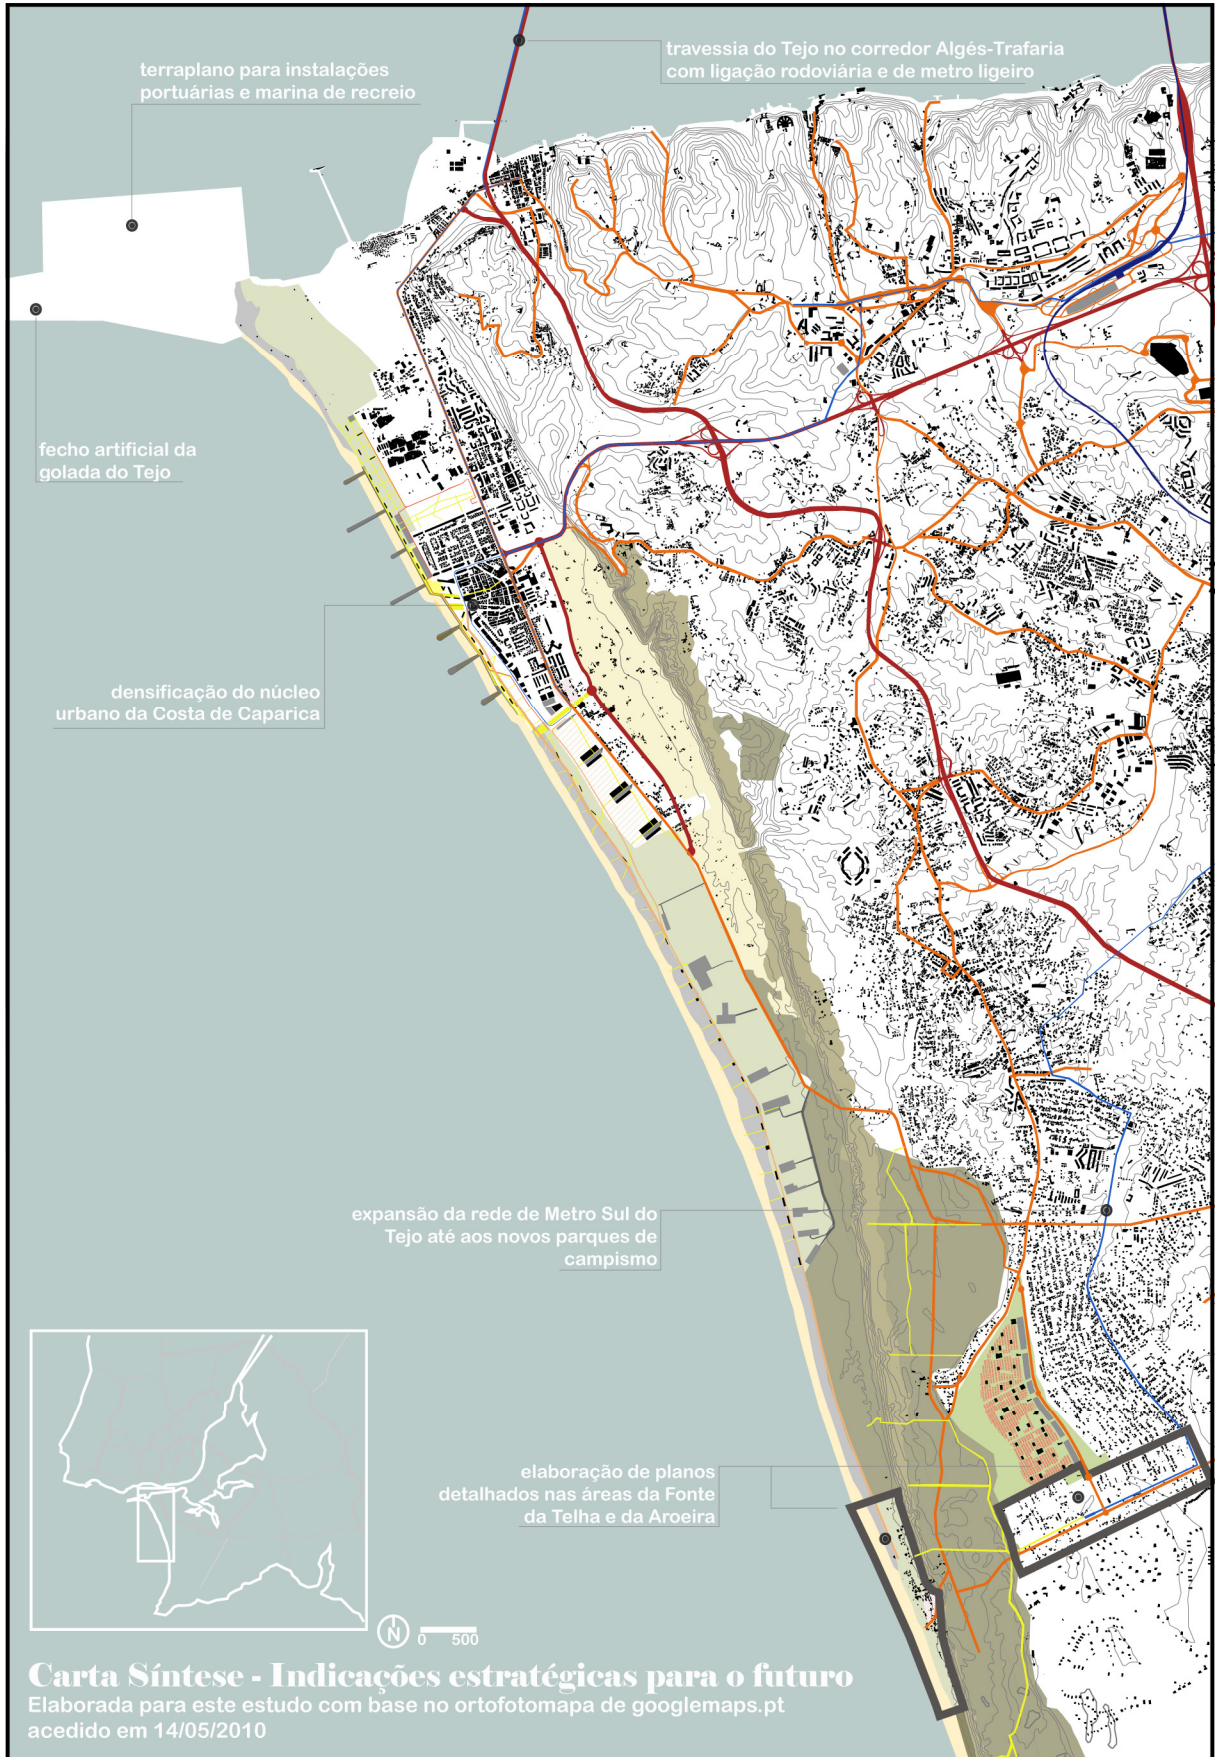 terraplano para instalações
portuárias e marina de recreio
travessia do Tejo no corredor Algés-Trafaria
com ligação rodoviária e de metro ligeiro
fecho artificial da
golada do Tejo
densificação do núcleo
urbano da Costa de Caparica
expansão da rede de Metro Sul do
Tejo até aos novos parques de
campismo
elaboração de planos
detalhados nas áreas da Fonte
da Telha e da Aroeira
N
0 500
Carta Síntese - Indicações estratégicas para o futuro
Elaborada para este estudo com base no ortofotomapa de googlemaps.pt
acedido em 14/05/2010